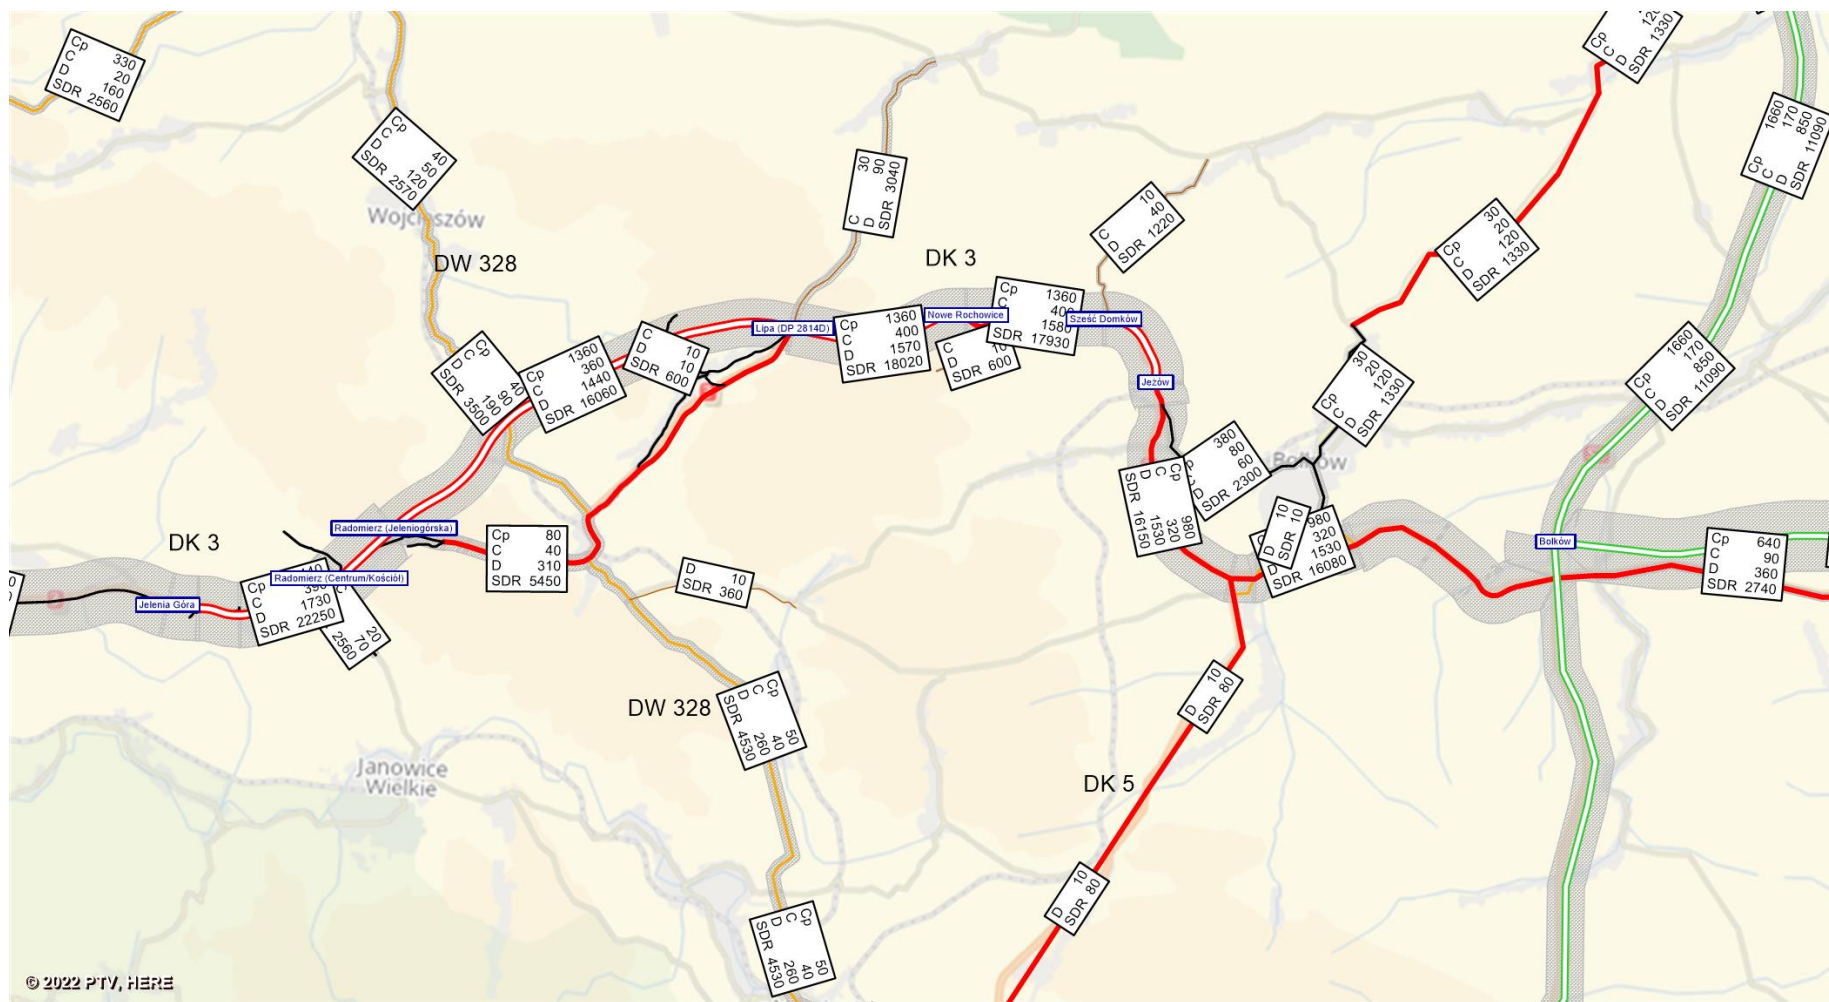 Cp 330
C 20
D 160
SDR 2560
Cp 40
C 50
D 120
SDR 2570
Wojcieszów
DW 328
C 30
D 90
SDR 3040
DK 3
C 10
D 40
SDR 1220
Cp
C
D
SDR 1330
Cp 30
C 20
D 120
SDR 1330
Cp 1660
C 170
D 850
SDR 11090
Cp 40
C 90
D 190
SDR 3500
Cp 1360
C 360
D 1440
SDR 16060
C 10
D 10
SDR 600
Lipa (DP 2814D)
Cp 1360
C 400
D 1570
SDR 18020
Nowe Rochowice
C
D 10
SDR 600
Cp 1360
C 400
D 1580
SDR 17930
Sześć Domków
Jeżów
Cp 30
C 20
D 120
SDR 1330
Cp 1660
C 170
D 850
SDR 11090
Cp 980
C 320
D 1530
SDR 16150
380
C 80
D 60
SDR 2300
Bolków
D 10
SDR 10
980
320
1530
SDR 16080
Bolków
Cp 640
C 90
D 360
SDR 2740
DK 3
Radomierz (Jeleniogórska)
Radomierz (Centrum/Kościół)
Jelenia Góra
Cp
C 390
D 1730
SDR 22250
20
70
2560
Cp 80
C 40
D 310
SDR 5450
D 10
SDR 360
DW 328
Cp 50
C 40
D 260
SDR 4530
D 10
SDR 80
Janowice
Wielkie
DK 5
D 10
SDR 80
Cp 50
C 40
D 260
SDR 4530
© 2022 PTV, HERE